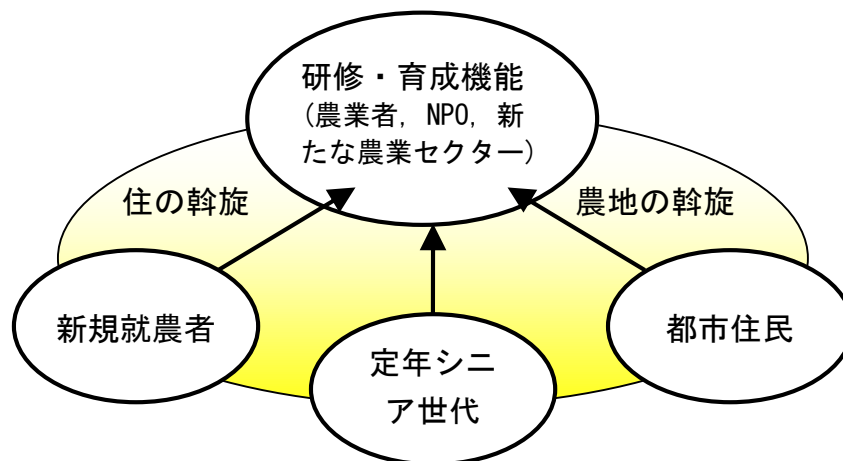 研修・育成機能
(農業者, NPO, 新
たな農業セクター)
住の斡旋
農地の斡旋
新規就農者
定年シニ
ア世代
都市住民